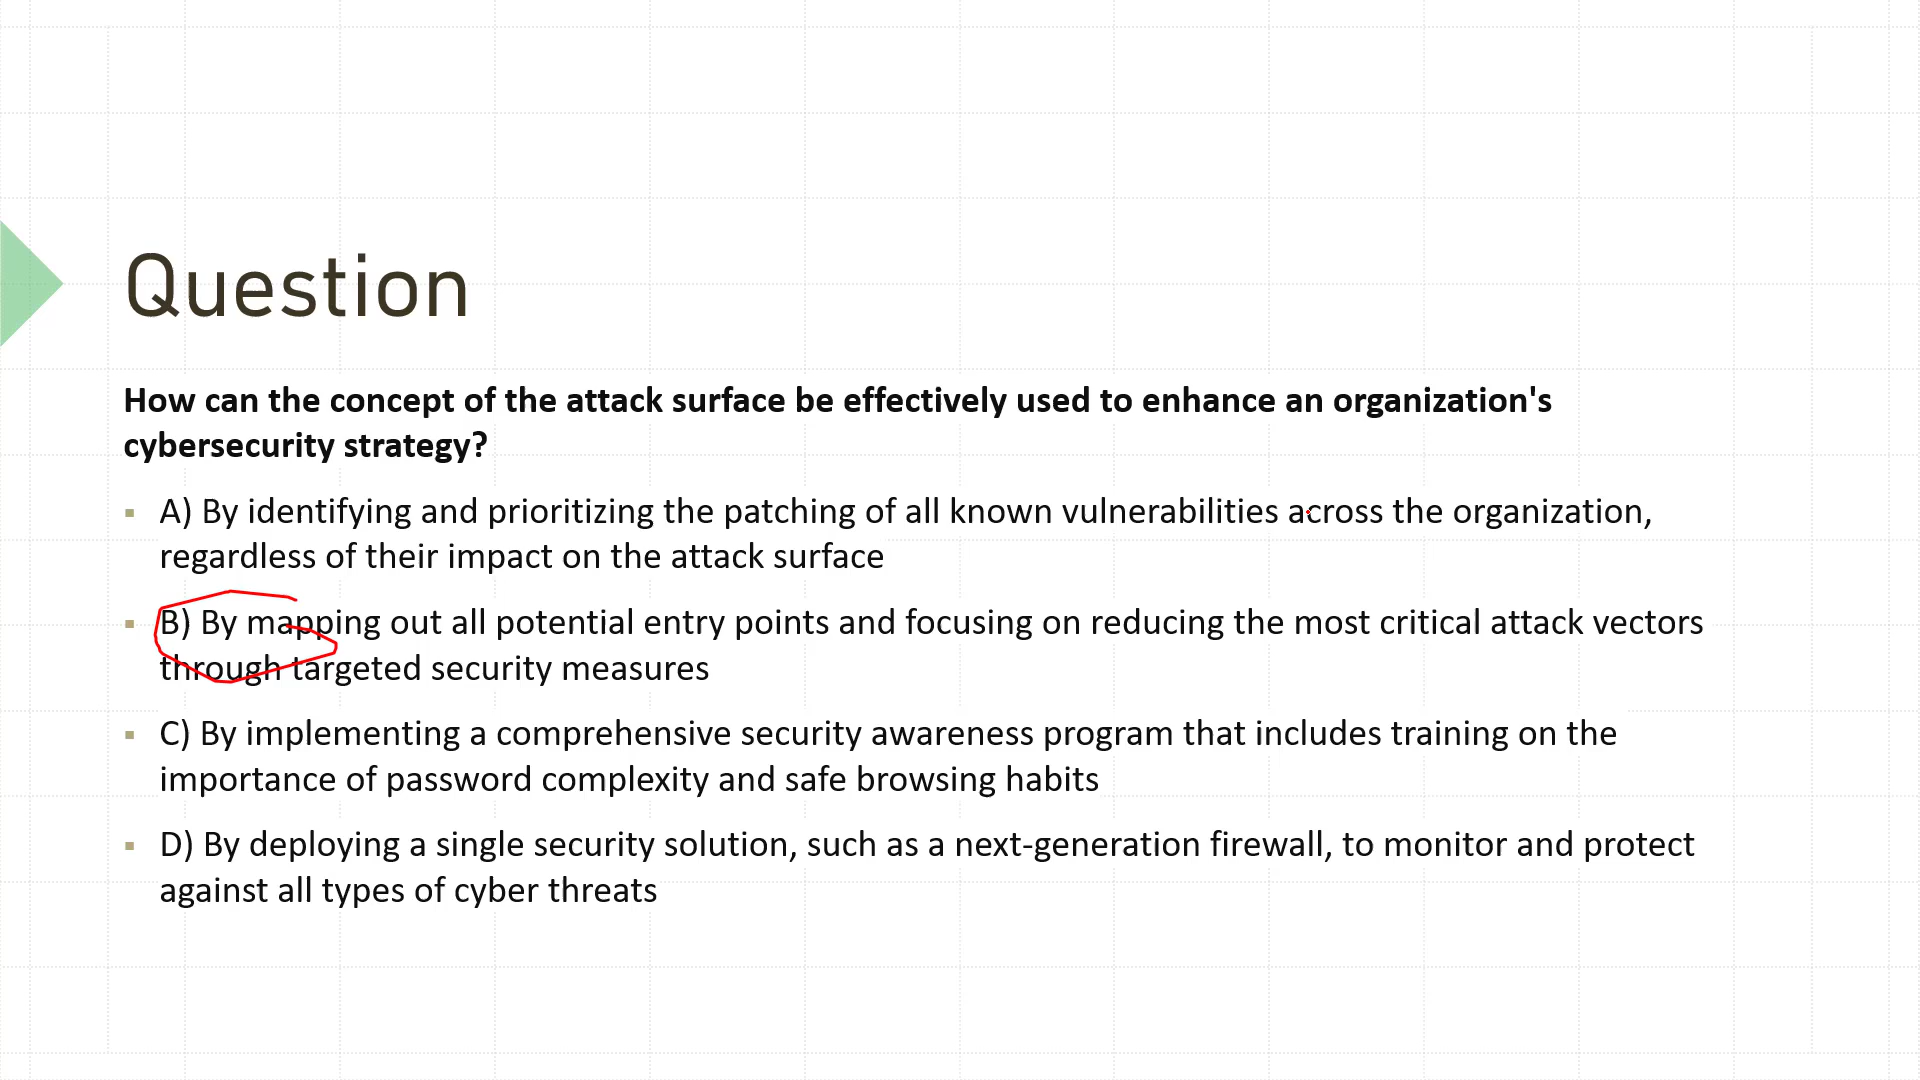 Question
How can the concept of the attack surface be effectively used to enhance an organization's
cybersecurity strategy?
A) By identifying and prioritizing the patching of all known vulnerabilities across the organization,
regardless of their impact on the attack surface
B) By mapping out all potential entry points and focusing on reducing the most critical attack vectors
through targeted security measures
C) By implementing a comprehensive security awareness program that includes training on the
importance of password complexity and safe browsing habits
D) By deploying a single security solution, such as a next-generation firewall, to monitor and protect
against all types of cyber threats